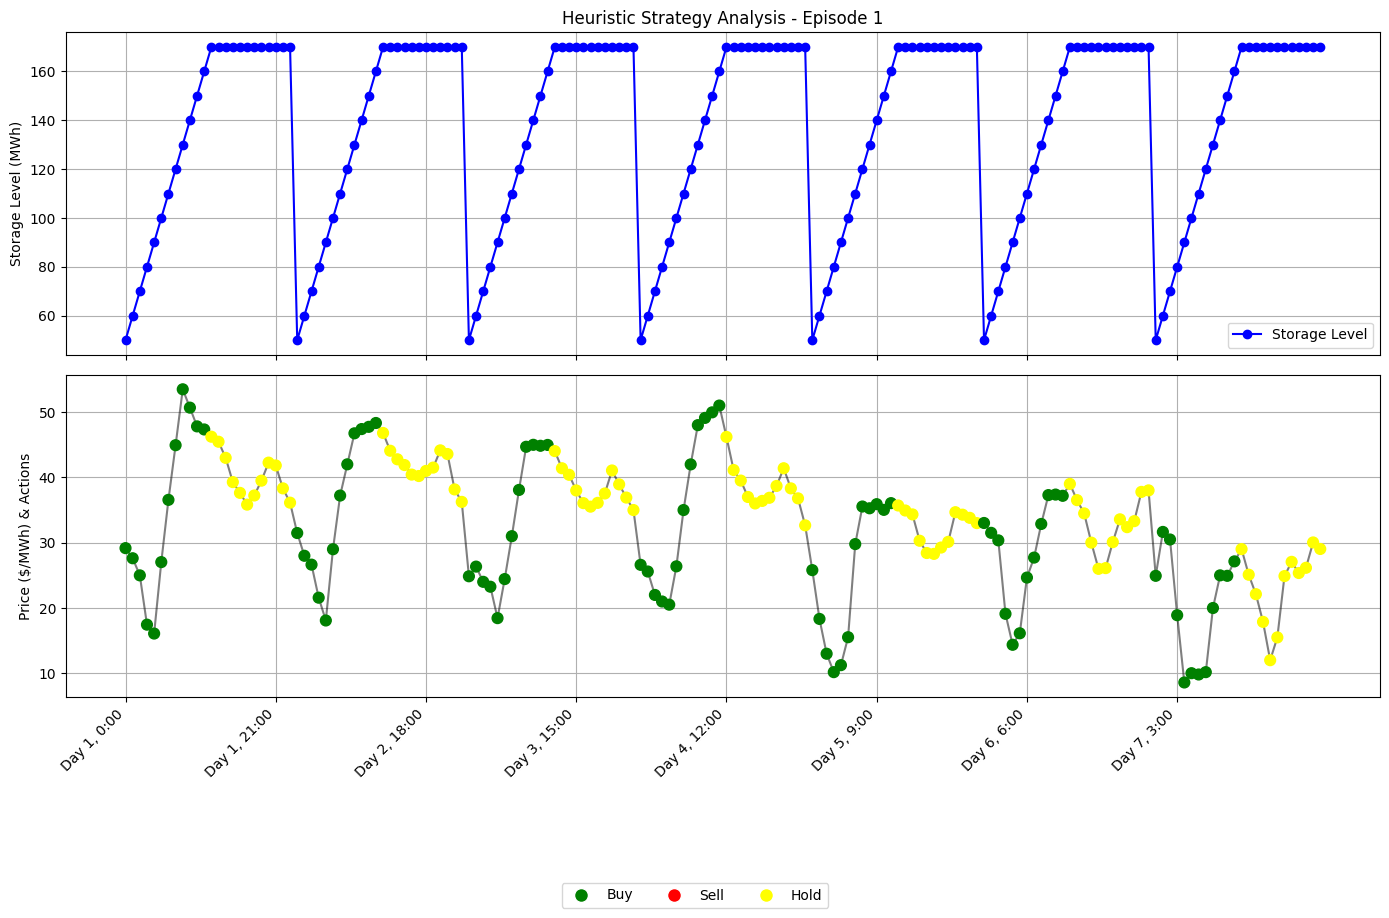 Heuristic Strategy Analysis - Episode 1
Storage Level (MWh)
160
140
120
100
80
60
Storage Level
Price ($/MWh) & Actions
50
40
30
20
10
Day 1, 0:00
Day 1, 21:00
Day 2, 18:00
Day 3, 15:00
Day 4, 12:00
Day 5, 9:00
Day 6, 6:00
Day 7, 3:00
Buy Sell Hold